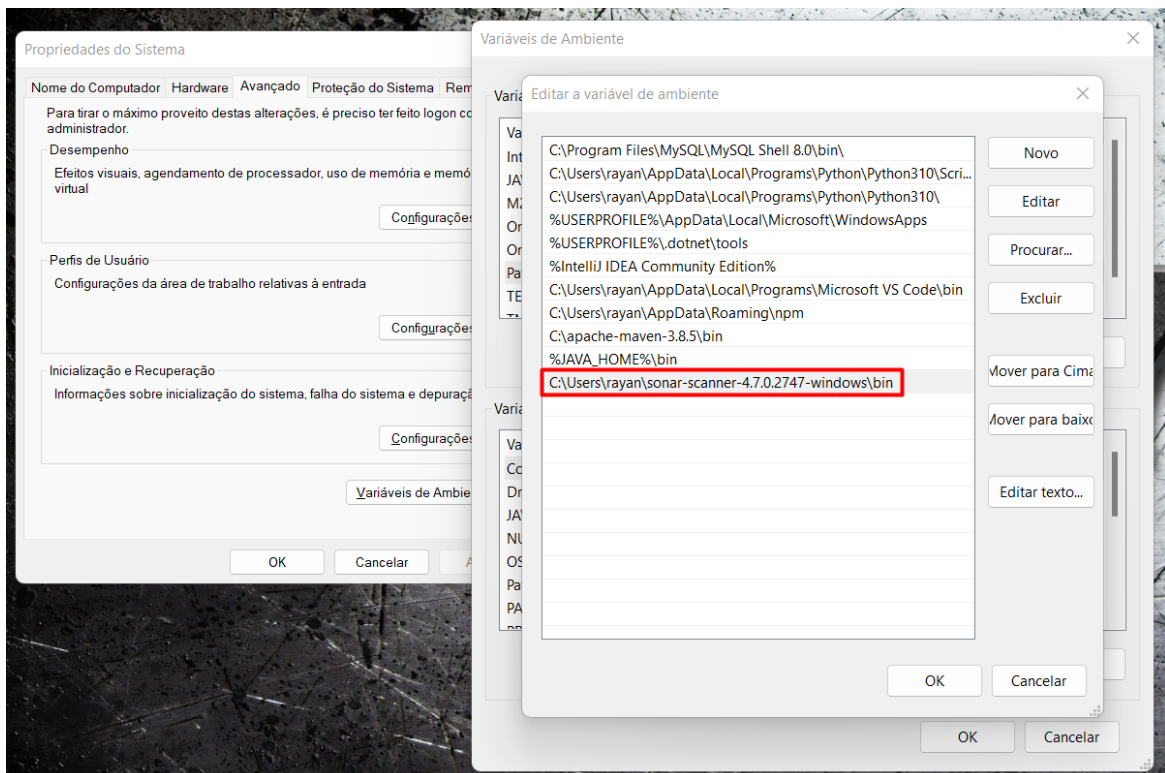 Propriedades do Sistema
Nome do Computador Hardware Avançado Proteção do Sistema
Para tirar o máximo proveito destas alterações, é preciso ter feito logon
administrador.
Desempenho
Efeitos visuais, agendamento de processador, uso de memória e
virtual
Configurações
Perfis de Usuário
Configurações da área de trabalho relativas à entrada
Configurações
Inicialização e Recuperação
Informações sobre inicialização do sistema, falha do sistema e
Configurações
Variáveis de
OK
Cancelar
Variáveis de Ambiente
Editar a variável de ambiente
C:\Program Files\MySQL\MySQL Shell 8.0\bin\
C:\Users\rayan\AppData\Local\Programs\Python\Python310\Scri...
C:\Users\rayan\AppData\Local\Programs\Python\Python310\
%USERPROFILE%\AppData\Local\Microsoft\WindowsApps
%USERPROFILE%\.dotnet\tools
%IntelliJ IDEA Community Edition%
C:\Users\rayan\AppData\Local\Programs\Microsoft VS Code\bin
C:\Users\rayan\AppData\Roaming\npm
C:\apache-maven-3.8.5\bin
%JAVA_HOME%\bin
C:\Users\rayan\sonar-scanner-4.7.0.2747-windows\bin
Novo
Editar
Procurar...
Excluir
Mover para Cima
Mover para baixo
Editar texto...
OK
Cancelar
OK
Cancelar